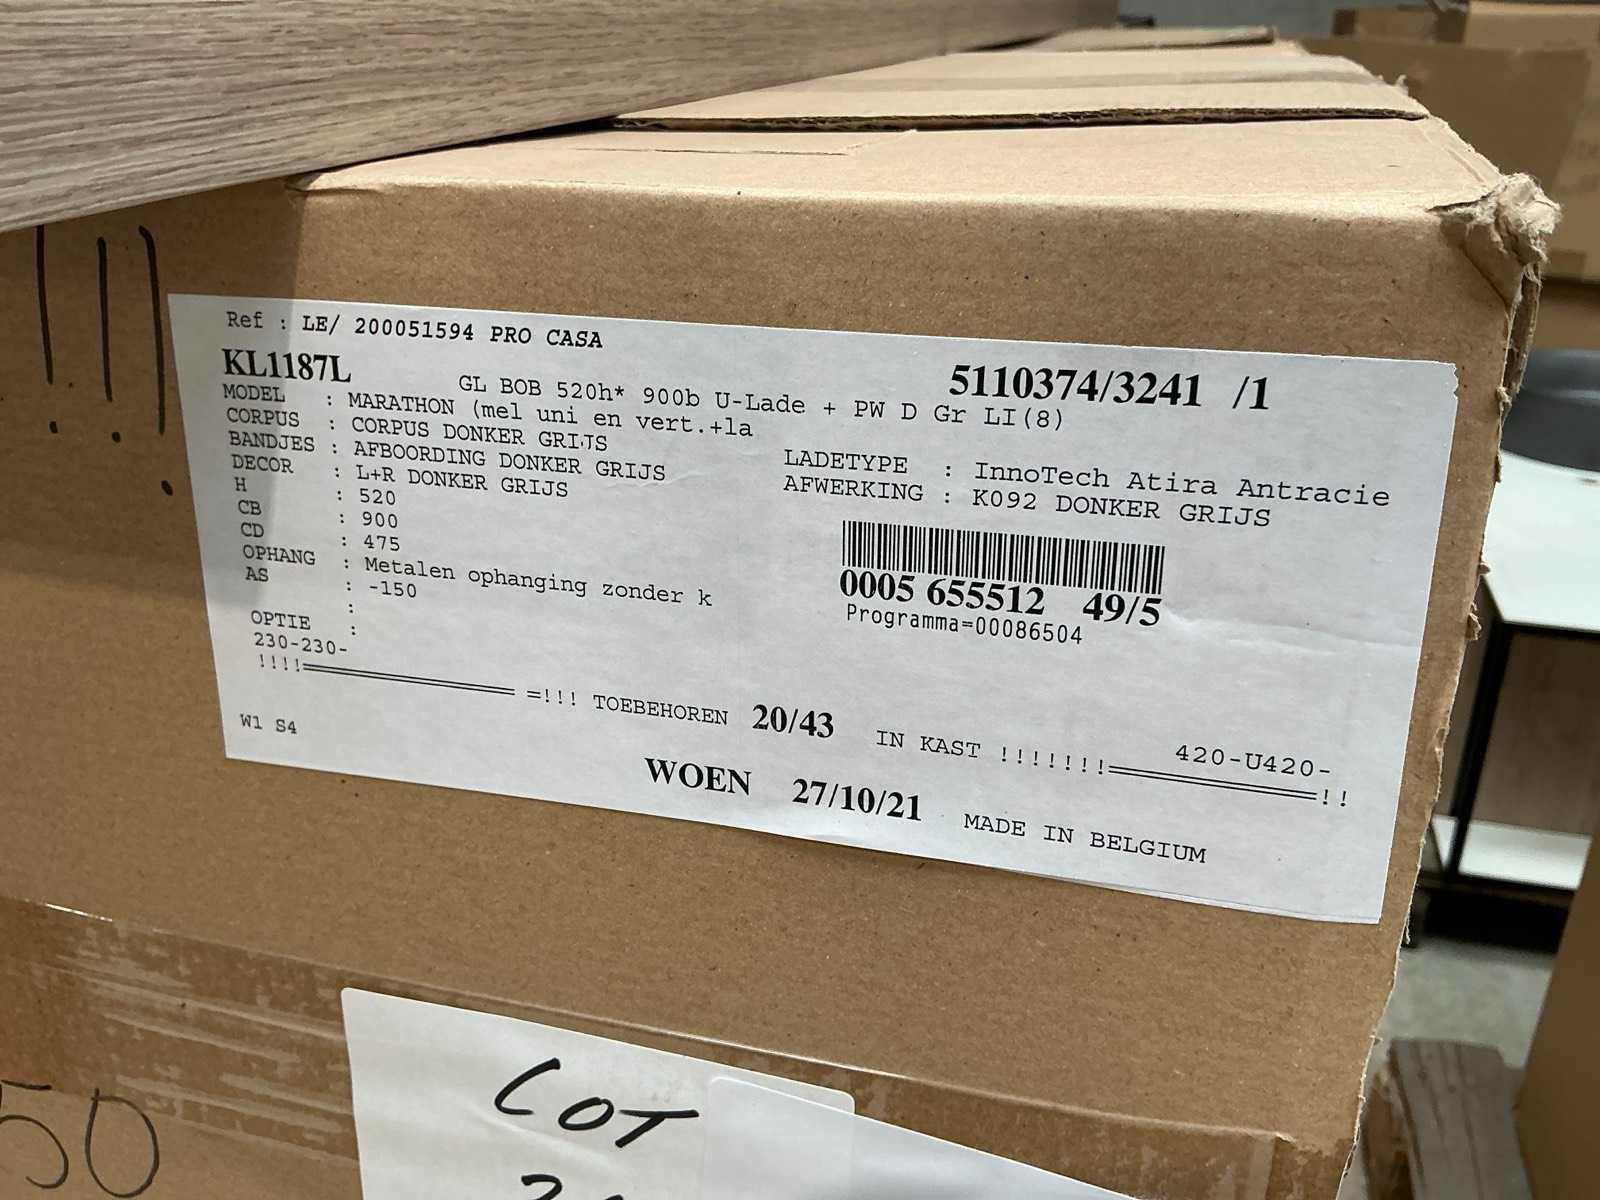 !!!
Ref : LE/ 200051594 PRO CASA
KL1187L
5110374/3241 /1
GL BOB 520h* 900b U-Lade + PW D Gr LI(8)
MODEL : MARATHON (mel uni en vert.+la
CORPUS : CORPUS DONKER GRIJS
BANDJES : AFBOORDING DONKER GRIJS
DECOR : L+R DONKER GRIJS
H : 520
CB : 900
CD : 475
OPHANG : Metalen ophanging zonder k
AS : -150
:
OPTIE :
230-230-
LADETYPE : InnoTech Atira Antracie
AFWERKING : K092 DONKER GRIJS
0005 655512 49/5
Programma=00086504
420-U420-
!!!!═════════════ =!!! TOEBEHOREN 20/43 IN KAST !!!!!!!═════════════!!
W1 S4
WOEN 27/10/21 MADE IN BELGIUM
50
LOT